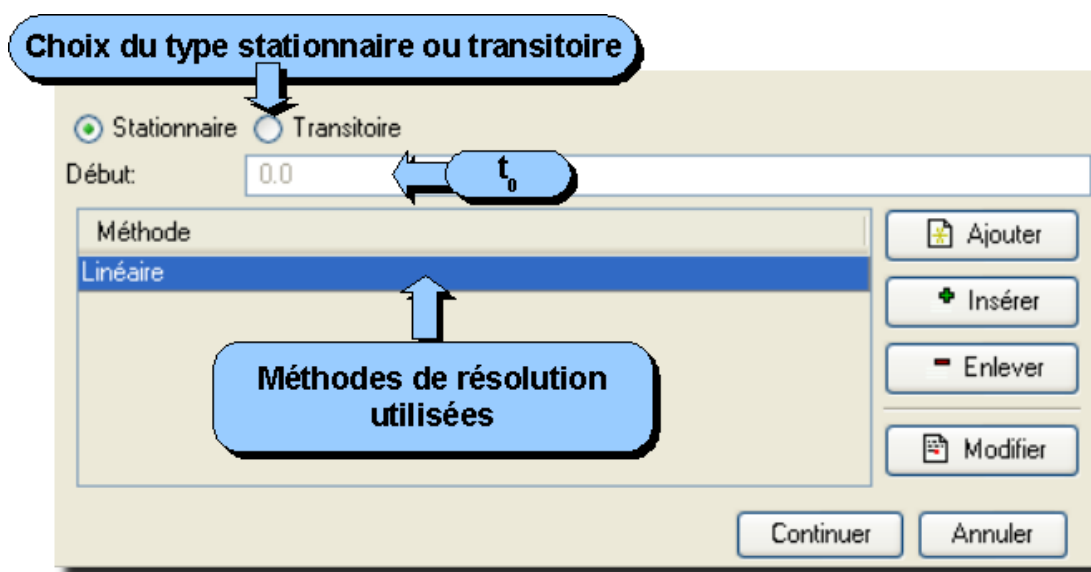 Choix du type stationnaire ou transitoire
Stationnaire Transitoire
Début: 0.0 t0
Méthode
Linéaire
Ajouter
Insérer
Enlever
Modifier
Méthodes de résolution
utilisées
Continuer Annuler